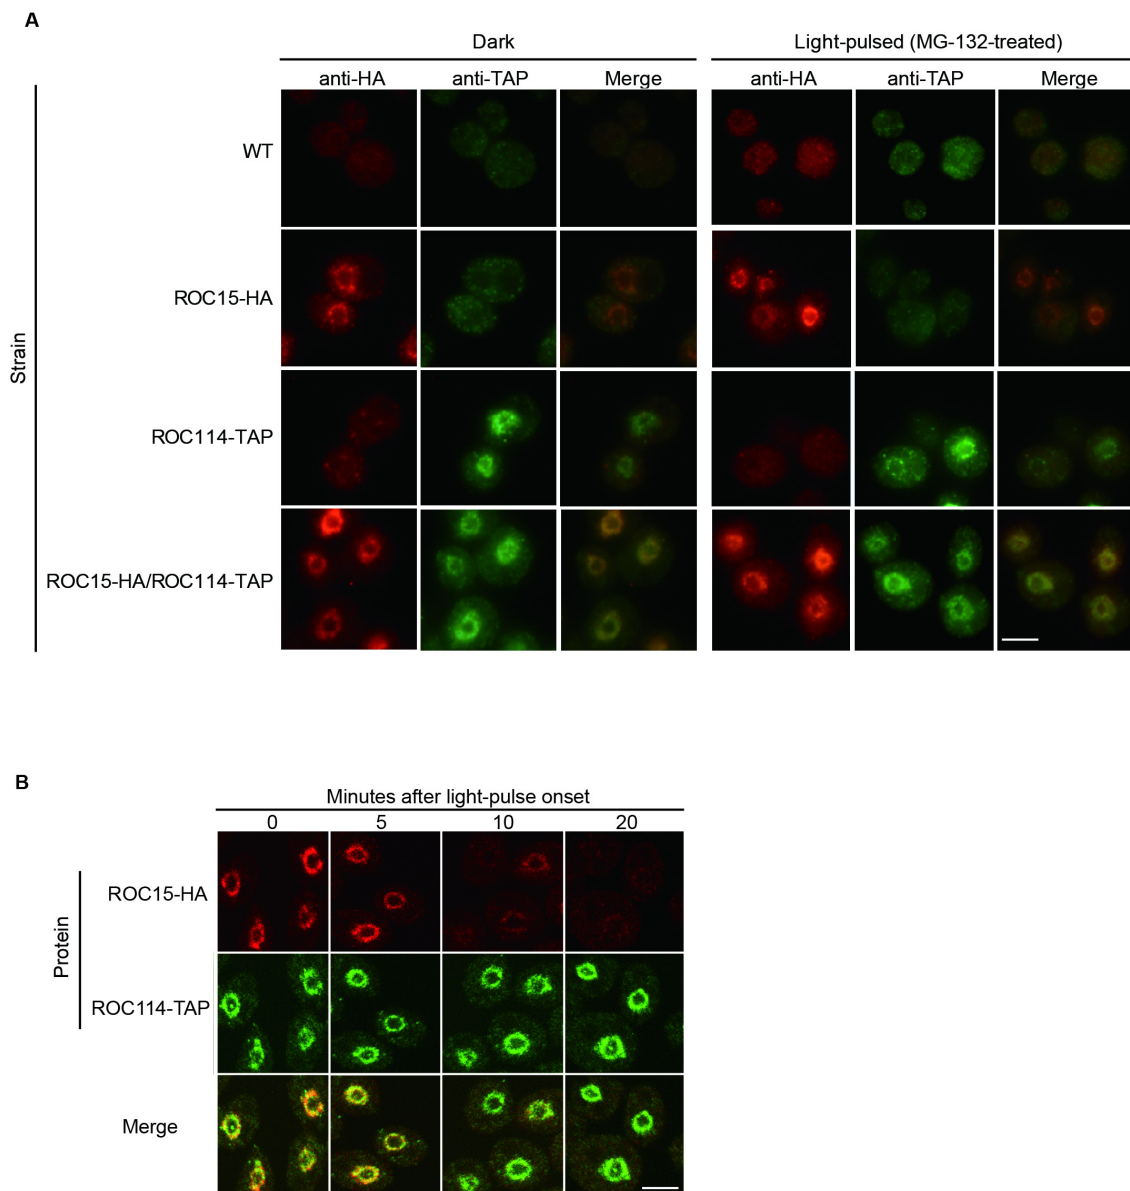 A
Dark
Light-pulsed (MG-132-treated)
anti-HA anti-TAP Merge anti-HA anti-TAP Merge
Strain
WT
ROC15-HA
ROC114-TAP
ROC15-HA/ROC114-TAP
B
Minutes after light-pulse onset
0 5 10 20
Protein
ROC15-HA
ROC114-TAP
Merge